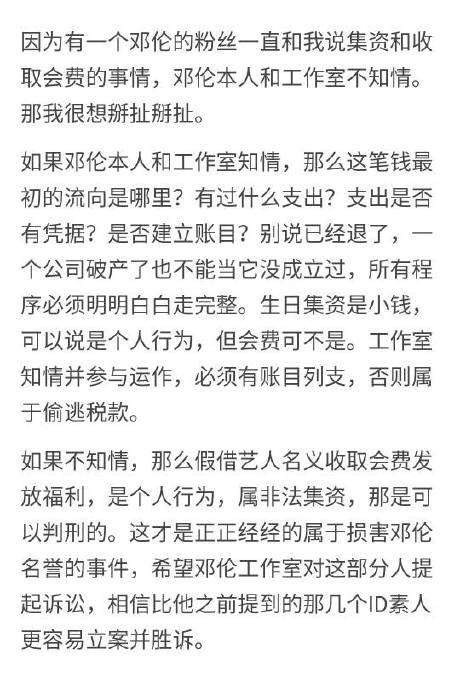 因为有一个邓伦的粉丝一直和我说集资和收
取会费的事情，邓伦本人和工作室不知情。
那我很想掰扯掰扯。
如果邓伦本人和工作室知情，那么这笔钱最
初的流向是哪里？有过什么支出？支出是否
有凭据？是否建立账目？别说已经退了，一
个公司破产了也不能当它没成立过，所有程
序必须明明白白走完整。生日集资是小钱，
可以说是个人行为，但会费可不是。工作室
知情并参与运作，必须有账目列支，否则属
于偷逃税款。
如果不知情，那么假借艺人名义收取会费发
放福利，是个人行为，属非法集资，那是可
以判刑的。这才是正正经经的属于损害邓伦
名誉的事件，希望邓伦工作室对这部分人提
起诉讼，相信比他之前提到的那几个ID素人
更容易立案并胜诉。